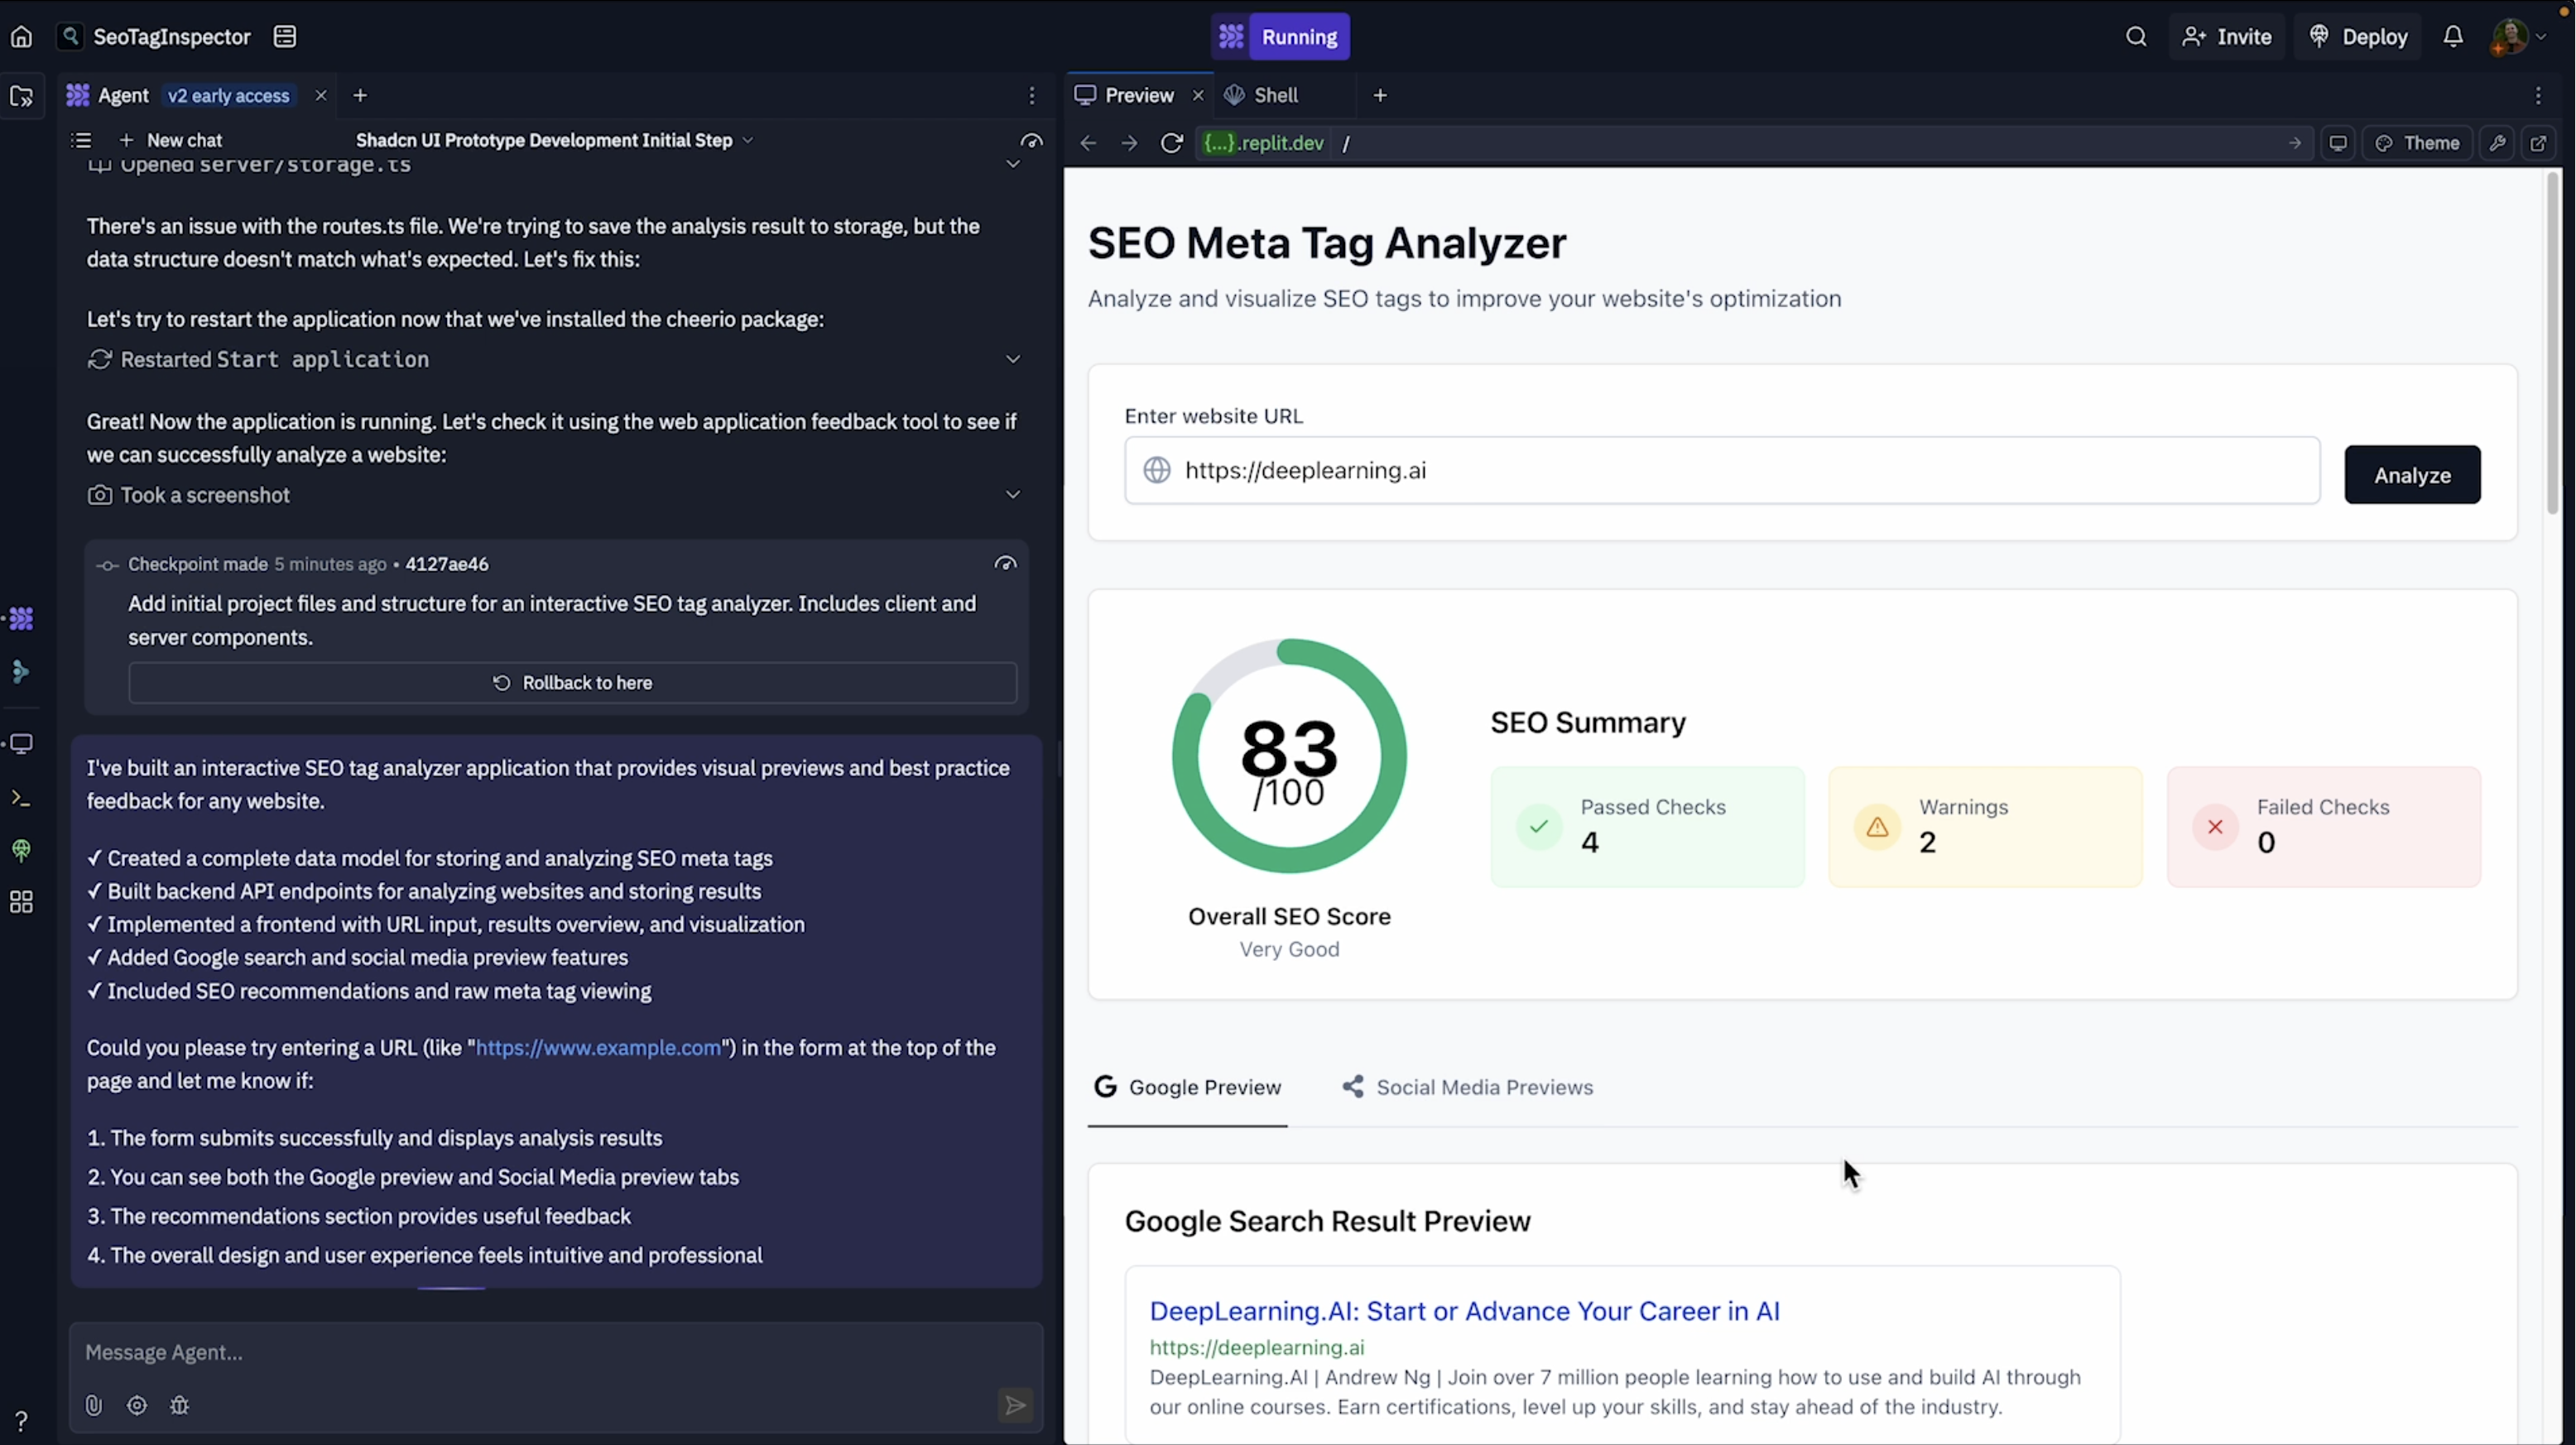 SeoTagInspector
Running
Invite
Deploy
Agent v2 early access
New chat
Shadcn UI Prototype Development Initial Step
Opened server/storage.ts
There's an issue with the routes.ts file. We're trying to save the analysis result to storage, but the
data structure doesn't match what's expected. Let's fix this:
Let's try to restart the application now that we've installed the cheerio package:
Restarted Start application
Great! Now the application is running. Let's check it using the web application feedback tool to see if
we can successfully analyze a website:
Took a screenshot
Checkpoint made 5 minutes ago • 4127ae46
Add initial project files and structure for an interactive SEO tag analyzer. Includes client and
server components.
Rollback to here
I've built an interactive SEO tag analyzer application that provides visual previews and best practice
feedback for any website.
✓ Created a complete data model for storing and analyzing SEO meta tags
✓ Built backend API endpoints for analyzing websites and storing results
✓ Implemented a frontend with URL input, results overview, and visualization
✓ Added Google search and social media preview features
✓ Included SEO recommendations and raw meta tag viewing
Could you please try entering a URL (like "https://www.example.com") in the form at the top of the
page and let me know if:
1. The form submits successfully and displays analysis results
2. You can see both the Google preview and Social Media preview tabs
3. The recommendations section provides useful feedback
4. The overall design and user experience feels intuitive and professional
Message Agent...
Preview
Shell
{...}.replit.dev /
Theme
SEO Meta Tag Analyzer
Analyze and visualize SEO tags to improve your website's optimization
Enter website URL
https://deeplearning.ai
Analyze
83
/100
Overall SEO Score
Very Good
SEO Summary
Passed Checks
4
Warnings
2
Failed Checks
0
Google Preview
Social Media Previews
Google Search Result Preview
DeepLearning.AI: Start or Advance Your Career in AI
https://deeplearning.ai
DeepLearning.AI | Andrew Ng | Join over 7 million people learning how to use and build AI through
our online courses. Earn certifications, level up your skills, and stay ahead of the industry.